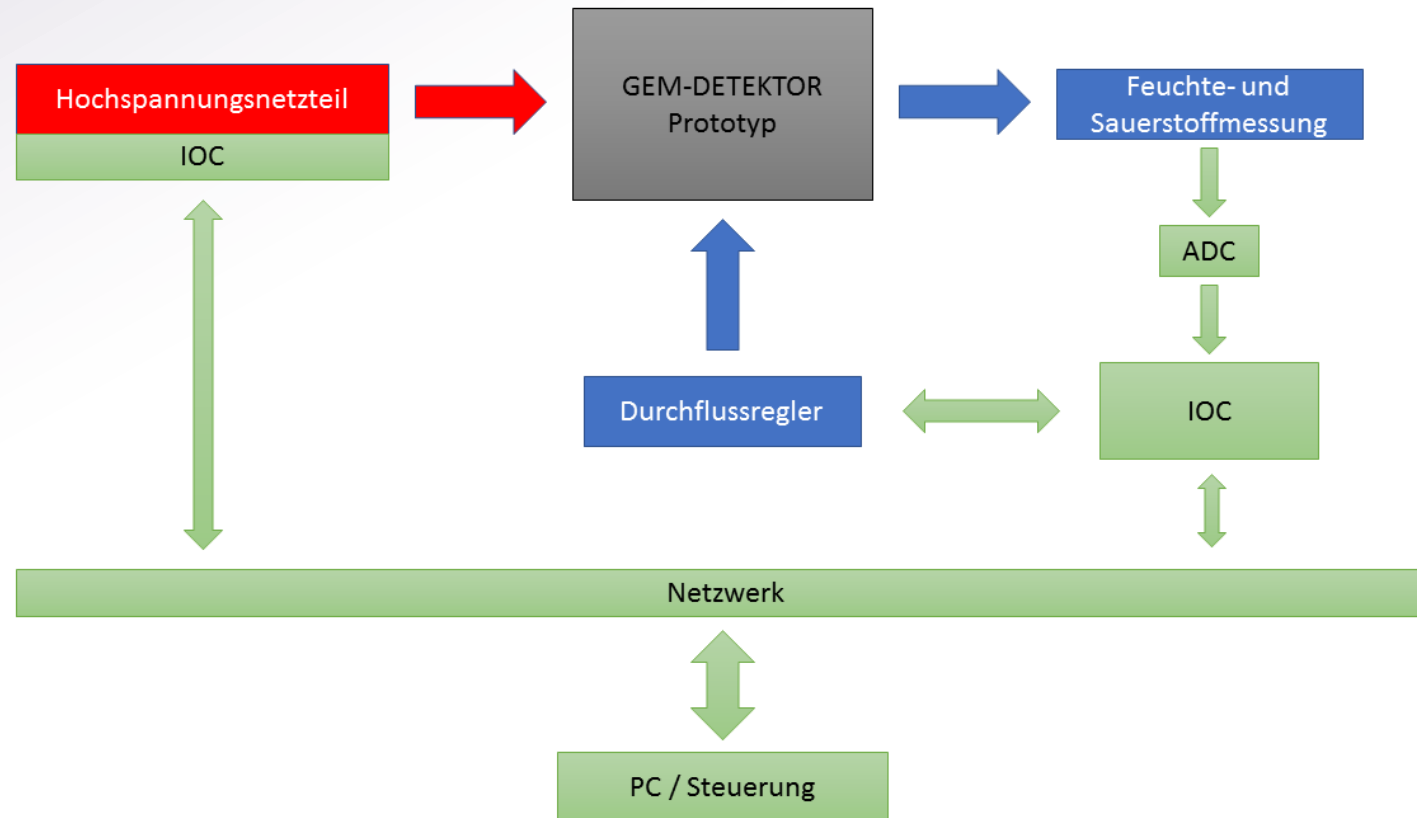 Hochspannungsnetzteil
IOC
GEM-DETEKTOR
Prototyp
Feuchte- und
Sauerstoffmessung
ADC
Durchflussregler
IOC
Netzwerk
PC / Steuerung